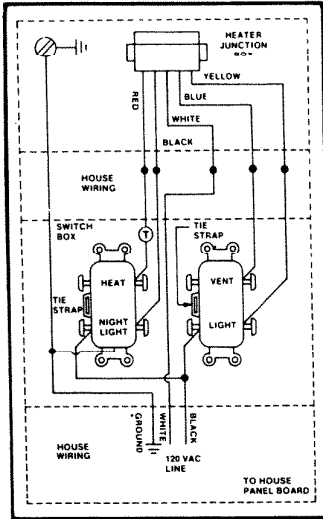 HEATER
JUNCTION
BOX
YELLOW
BLUE
WHITE
BLACK
RED
HOUSE
WIRING
SWITCH
BOX
T
TIE
STRAP
HEAT
VENT
TIE
STRAP
NIGHT
LIGHT
LIGHT
GROUND
WHITE
BLACK
HOUSE
WIRING
120 VAC
LINE
TO HOUSE
PANEL BOARD